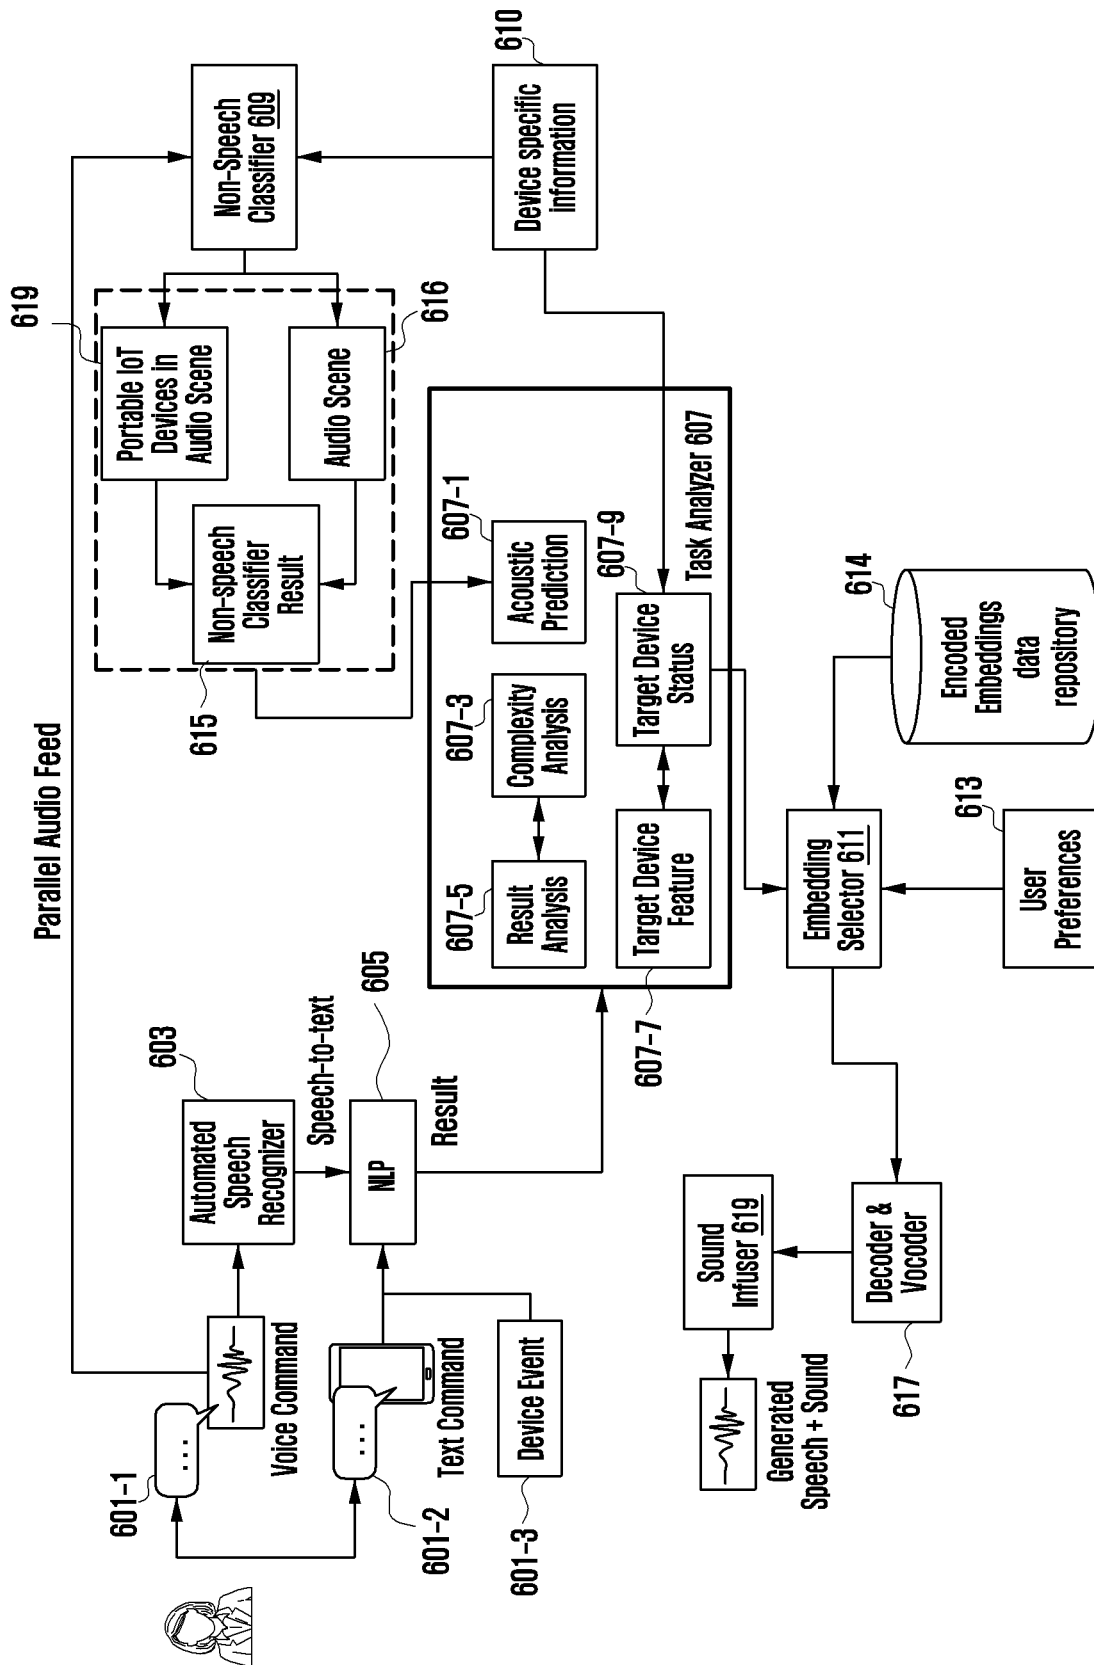 Parallel Audio Feed
601-1
...
Voice Command
603
Automated
Speech
Recognizer
Speech-to-text
601-2
...
Text Command
601-3
Device Event
605
NLP
Result
619
Portable IoT
Devices in
Audio Scene
616
Audio Scene
615
Non-speech
Classifier
Result
Non-Speech
Classifier 609
610
Device specific
information
607-1
Acoustic
Prediction
607-3
Complexity
Analysis
607-5
Result
Analysis
607-7
Target Device
Feature
607-9
Target Device
Status
Task Analyzer 607
614
Encoded
Embeddings
data
repository
613
User
Preferences
Embedding
Selector 611
617
Decoder &
Vocoder
Sound
Infuser 619
Generated
Speech + Sound